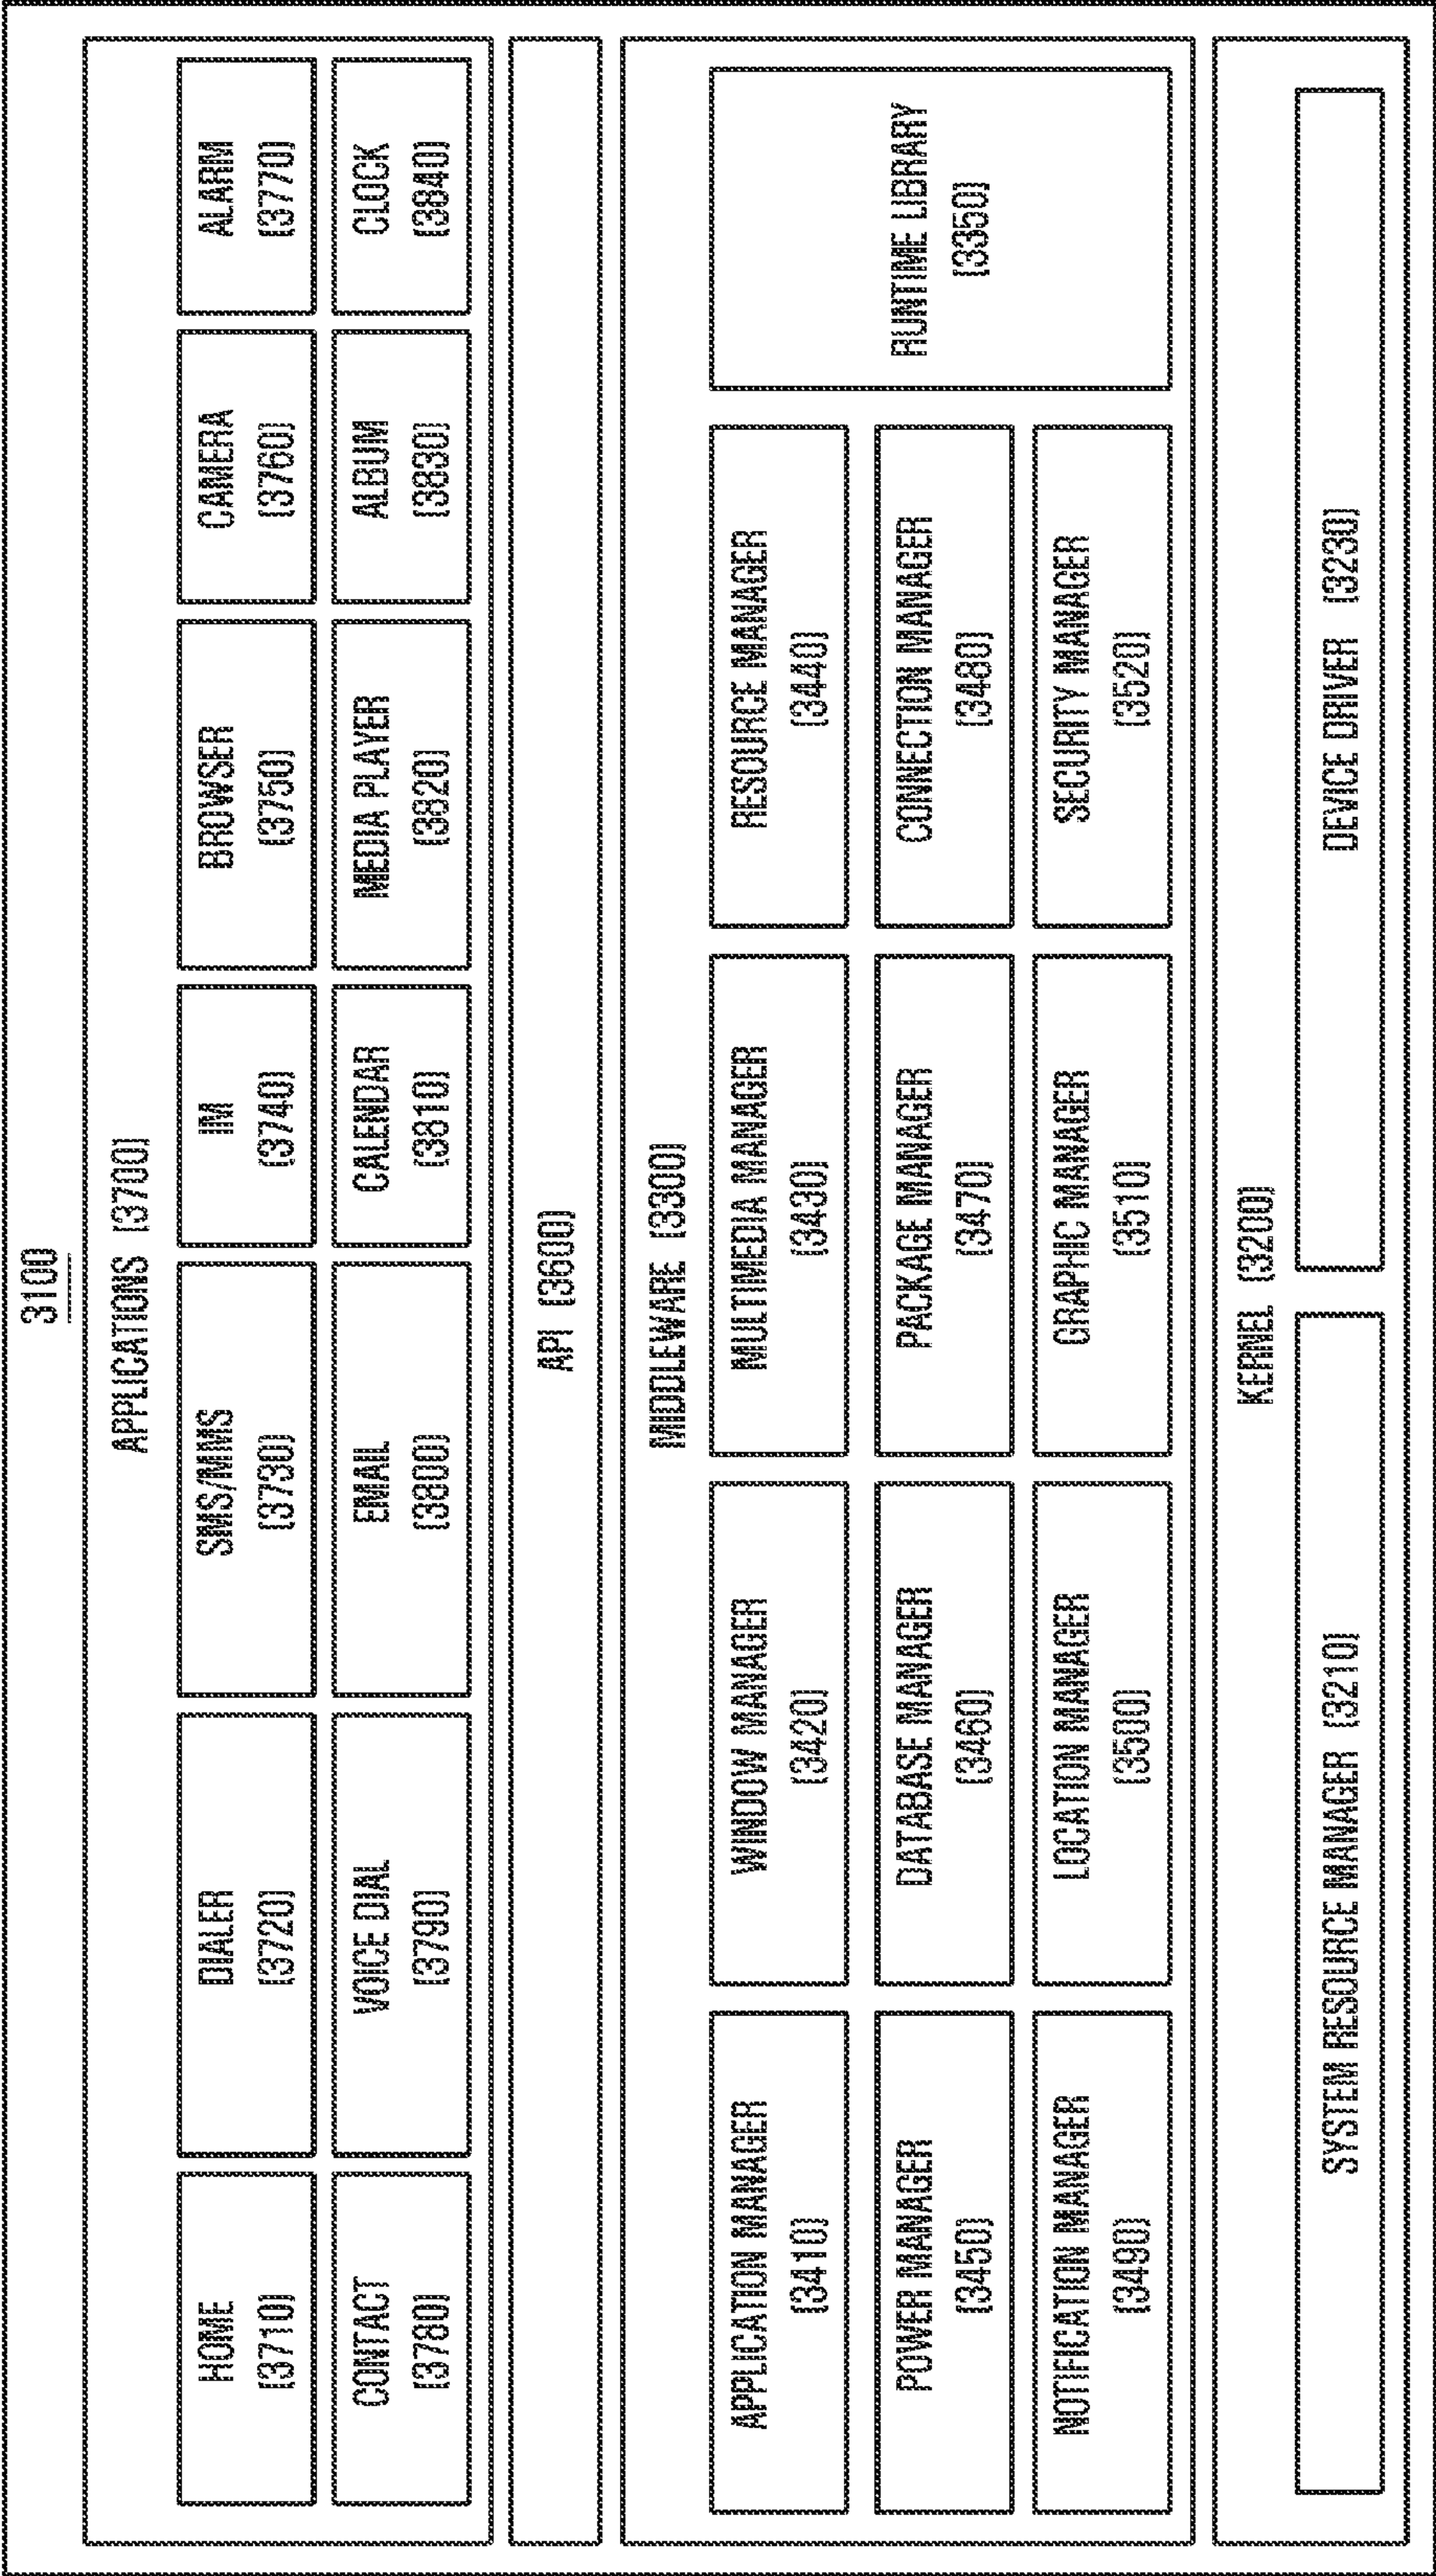 3100
APPLICATIONS (3700)
HOME
(3710)
DIALER
(3720)
SMS/MMS
(3730)
IM
(3740)
BROWSER
(3750)
CAMERA
(3760)
ALARM
(3770)
CONTACT
(3780)
VOICE DIAL
(3790)
EMAIL
(3800)
CALENDAR
(3810)
MEDIA PLAYER
(3820)
ALBUM
(3830)
CLOCK
(3840)
API (3600)
MIDDLEWARE (3300)
APPLICATION MANAGER
(3410)
WINDOW MANAGER
(3420)
MULTIMEDIA MANAGER
(3430)
RESOURCE MANAGER
(3440)
POWER MANAGER
(3450)
DATABASE MANAGER
(3460)
PACKAGE MANAGER
(3470)
CONNECTION MANAGER
(3480)
NOTIFICATION MANAGER
(3490)
LOCATION MANAGER
(3500)
GRAPHIC MANAGER
(3510)
SECURITY MANAGER
(3520)
RUNTIME LIBRARY
(3350)
KERNEL (3200)
SYSTEM RESOURCE MANAGER (3210)
DEVICE DRIVER (3230)